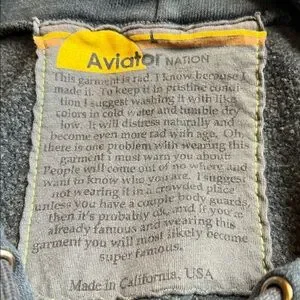 L
Aviator NATION
This garment is rad. I know because I
made it. To keep it in pristine condi-
tion I suggest washing it with like
colors in cold water and tumble dry
low. It will distress naturally and
become even more rad with age. Oh,
there is one problem with wearing this
garment i must warn you about!
People will come out of no where and
want to know who you are. I suggest
not wearing it in a crowded place
unless you have a couple body guards,
then it's probably ok, and if you're
already famous and wearing this
garment you will most likely become
super famous.
Made in California, USA